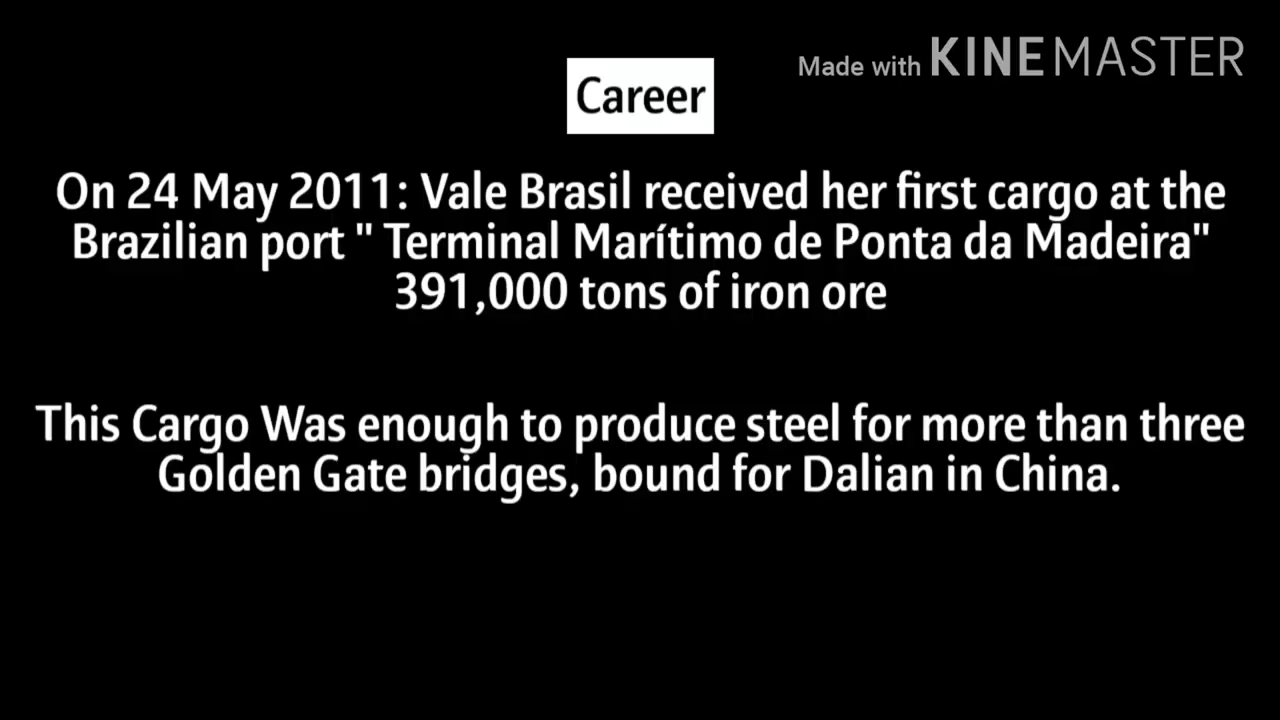 Made with KINEMASTER
Career
On 24 May 2011: Vale Brasil received her first cargo at the
Brazilian port " Terminal Marítimo de Ponta da Madeira"
391,000 tons of iron ore
This Cargo Was enough to produce steel for more than three
Golden Gate bridges, bound for Dalian in China.